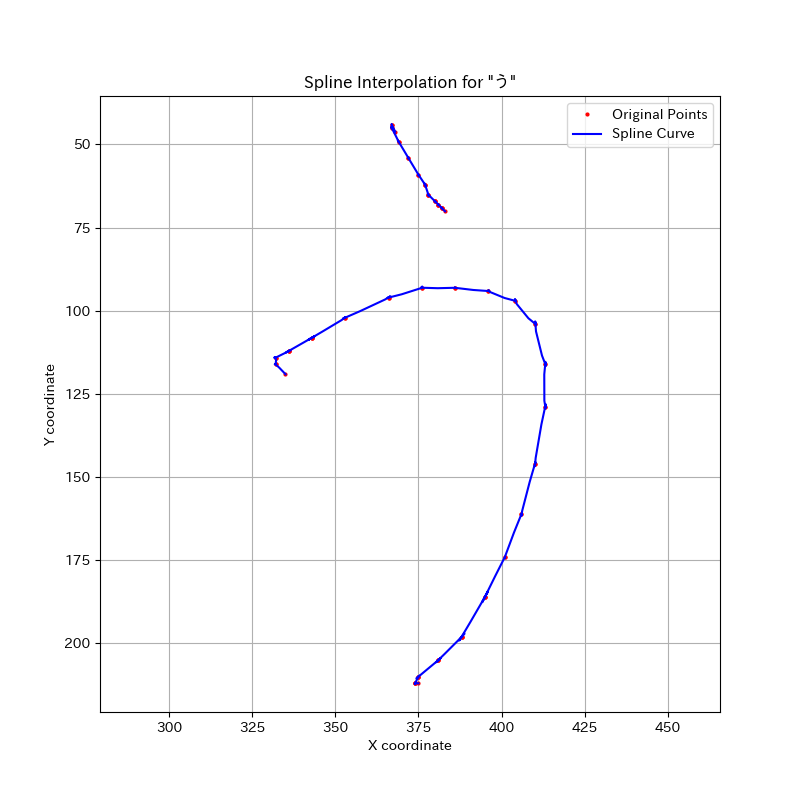 Spline Interpolation for "う"
Original Points
Spline Curve
50
75
100
125
150
175
200
Y coordinate
300
325
350
375
400
425
450
X coordinate
う